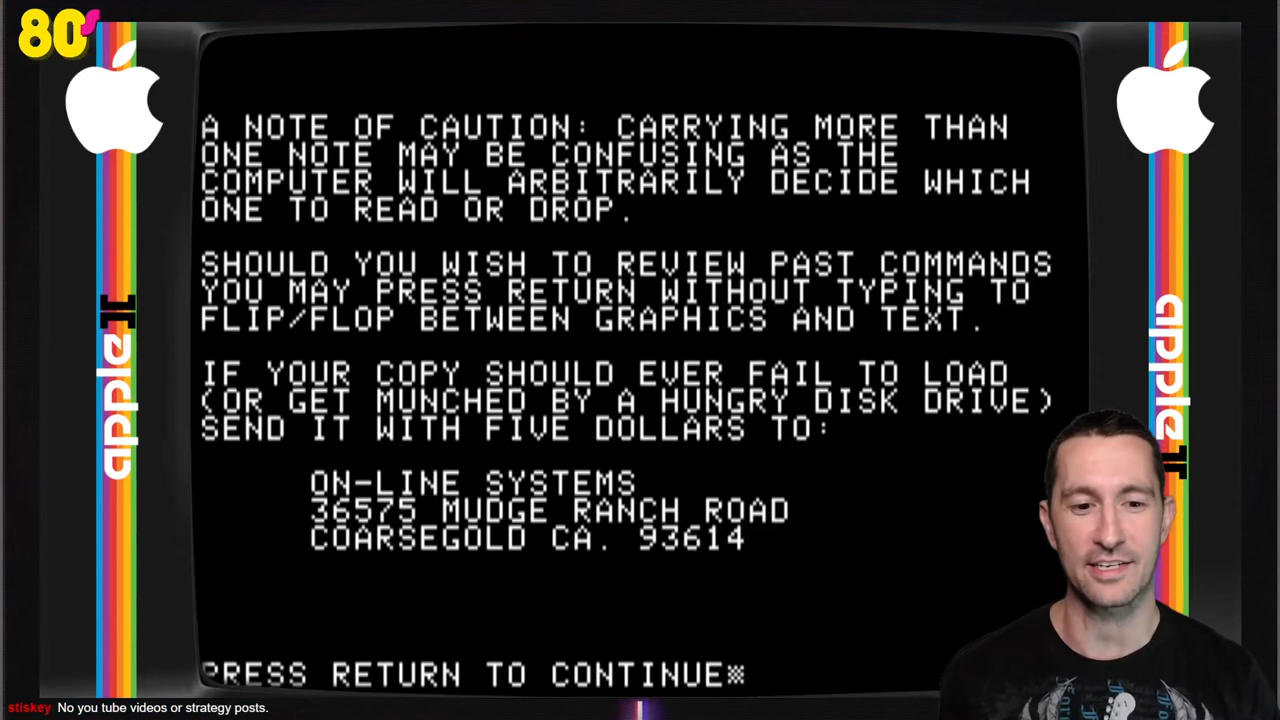 80s
A NOTE OF CAUTION: CARRYING MORE THAN
ONE NOTE MAY BE CONFUSING AS THE
COMPUTER WILL ARBITRARILY DECIDE WHICH
ONE TO READ OR DROP.
SHOULD YOU WISH TO REVIEW PAST COMMANDS
YOU MAY PRESS RETURN WITHOUT TYPING TO
FLIP/FLOP BETWEEN GRAPHICS AND TEXT.
IF YOUR COPY SHOULD EVER FAIL TO LOAD
(OR GET MUNCHED BY A HUNGRY DISK DRIVE)
SEND IT WITH FIVE DOLLARS TO:
ON-LINE SYSTEMS
36575 MUDGE RANCH ROAD
COARSEGOLD CA. 93614
PRESS RETURN TO CONTINUE
apple ][
apple ][
stiskey No you tube videos or strategy posts.